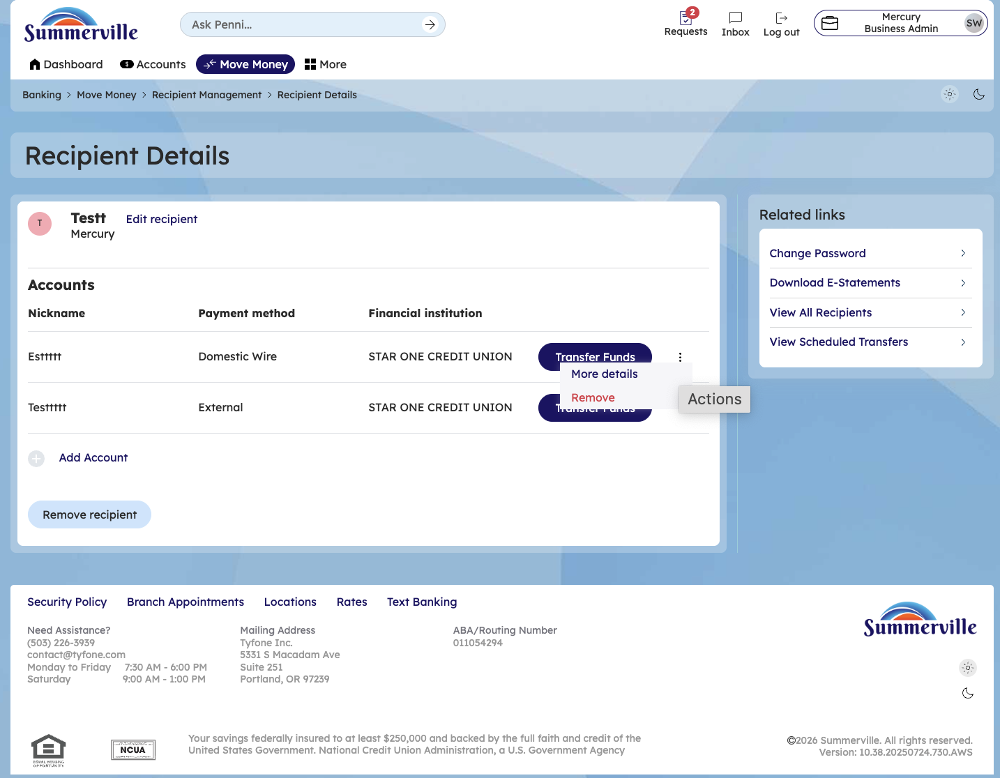 Summerville
Ask Penni...
2
Requests
Inbox
Log out
Mercury
Business Admin
SW
Dashboard
Accounts
Move Money
More
Banking > Move Money > Recipient Management > Recipient Details
Recipient Details
T
Testt
Edit recipient
Mercury
Accounts
Nickname Payment method Financial institution
Esttttt Domestic Wire STAR ONE CREDIT UNION Transfer Funds
More details
Remove
Actions
Testtttt External STAR ONE CREDIT UNION Transfer Funds
Add Account
Remove recipient
Related links
Change Password
Download E-Statements
View All Recipients
View Scheduled Transfers
Security Policy Branch Appointments Locations Rates Text Banking
Need Assistance?
(503) 226-3939
contact@tyfone.com
Monday to Friday 7:30 AM - 6:00 PM
Saturday 9:00 AM - 1:00 PM
Mailing Address
Tyfone Inc.
5331 S Macadam Ave
Suite 251
Portland, OR 97239
ABA/Routing Number
011054294
Summerville
EQUAL HOUSING
OPPORTUNITY
NCUA
Your savings federally insured to at least $250,000 and backed by the full faith and credit of the
United States Government. National Credit Union Administration, a U.S. Government Agency
©2026 Summerville. All rights reserved.
Version: 10.38.20250724.730.AWS